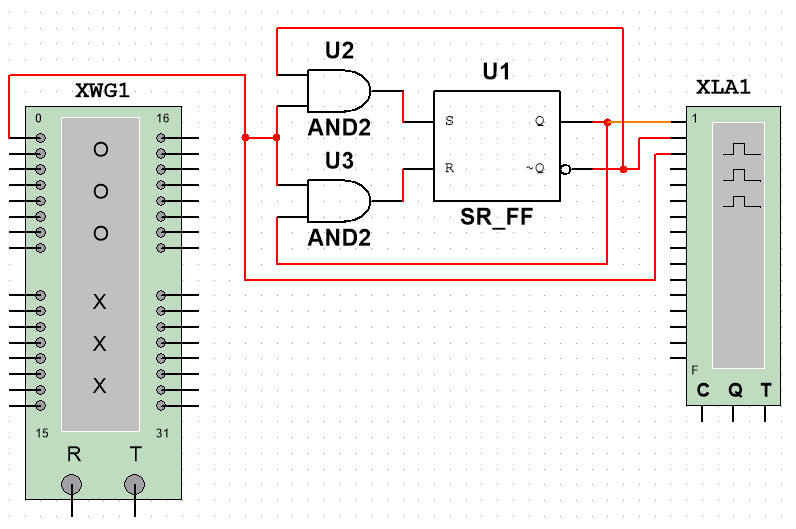 XWG1
0
16
O
O
O
X
X
X
15
31
R
T
U2
AND2
U3
AND2
U1
S
Q
R
~Q
SR_FF
XLA1
1
F
C Q T